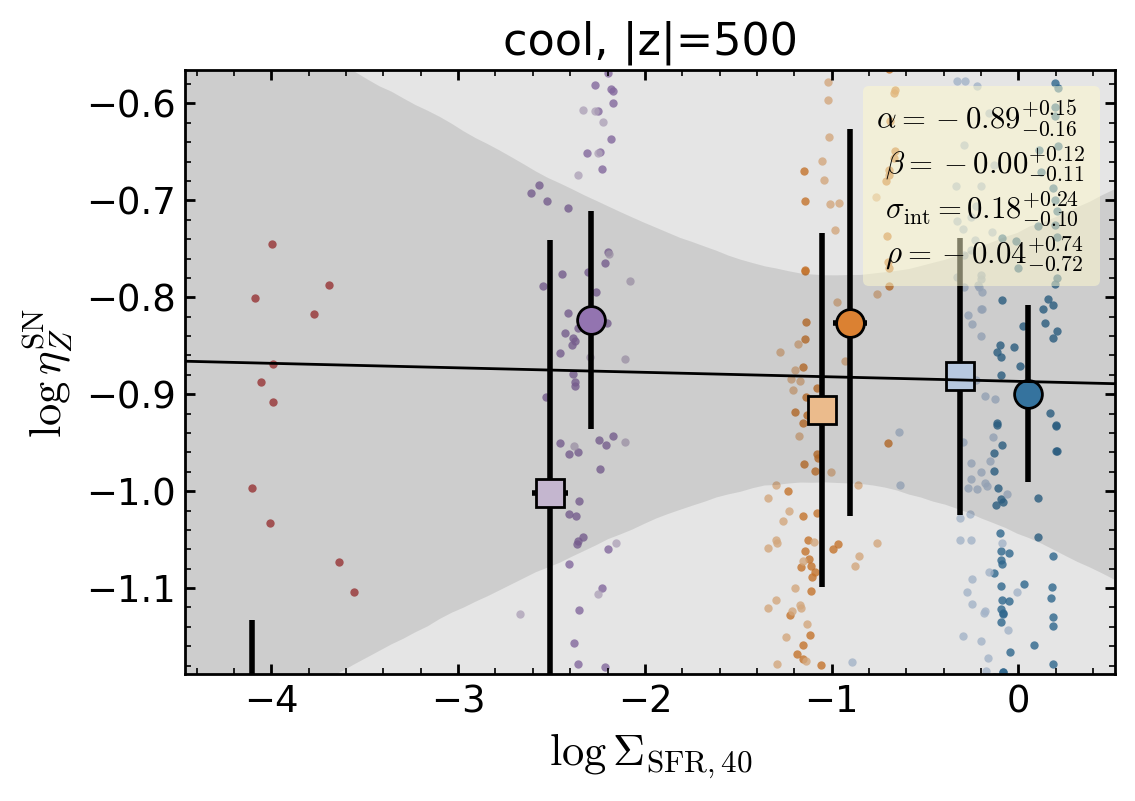 cool, |z|=500
α = −0.89 +0.15 −0.16
β = −0.00 +0.12 −0.11
σint = 0.18 +0.24 −0.10
ρ = −0.04 +0.74 −0.72
log η_Z^SN
−0.6
−0.7
−0.8
−0.9
−1.0
−1.1
−4 −3 −2 −1 0
log Σ_SFR, 40